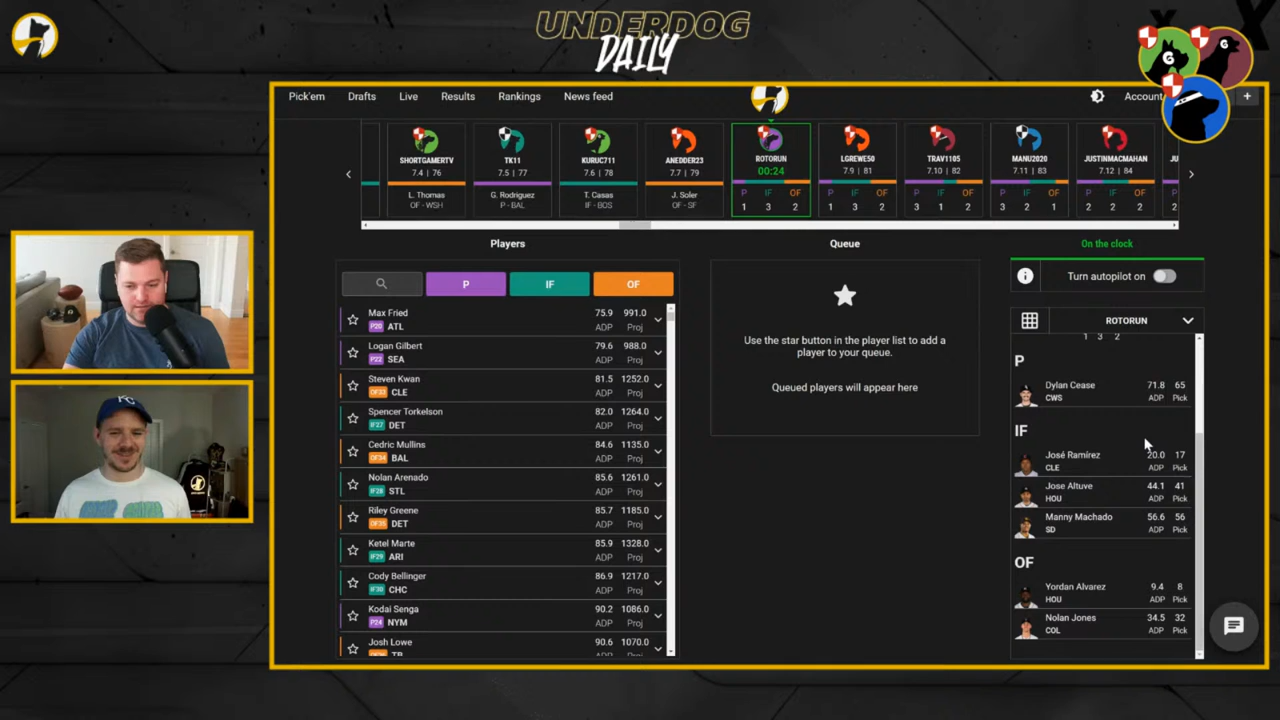 UNDERDOG
DAILY
Pick'em Drafts Live Results Rankings News feed Account +
SHORTGAMERTV
7.4 | 76
L. Thomas
OF - WSH
TK11
7.5 | 77
G. Rodriguez
P - BAL
KURUC711
7.6 | 78
T. Casas
IF - BOS
ANEDDER23
7.7 | 79
J. Soler
OF - SF
ROTORUN
00:24
P IF OF
1 3 2
LGREWE50
7.9 | 81
P IF OF
1 3 2
TRAV1105
7.10 | 82
P IF OF
3 1 2
MANU2020
7.11 | 83
P IF OF
3 2 1
JUSTINMACMAHAN
7.12 | 84
P IF OF
2 2 2
JU
P
2
Players
P IF OF
Max Fried 75.9 991.0
P20 ATL ADP Proj
Logan Gilbert 79.6 988.0
P22 SEA ADP Proj
Steven Kwan 81.5 1252.0
OF33 CLE ADP Proj
Spencer Torkelson 82.0 1264.0
IF27 DET ADP Proj
Cedric Mullins 84.6 1135.0
OF34 BAL ADP Proj
Nolan Arenado 85.6 1261.0
IF28 STL ADP Proj
Riley Greene 85.7 1185.0
OF35 DET ADP Proj
Ketel Marte 85.9 1328.0
IF29 ARI ADP Proj
Cody Bellinger 86.9 1217.0
IF30 CHC ADP Proj
Kodai Senga 90.2 1086.0
P24 NYM ADP Proj
Josh Lowe 90.6 1070.0
TB ADP Proj
Queue
Use the star button in the player list to add a
player to your queue.
Queued players will appear here
On the clock
Turn autopilot on
ROTORUN
1 3 2
P
Dylan Cease 71.8 65
CWS ADP Pick
IF
José Ramírez 20.0 17
CLE ADP Pick
Jose Altuve 44.1 41
HOU ADP Pick
Manny Machado 56.6 56
SD ADP Pick
OF
Yordan Alvarez 9.4 8
HOU ADP Pick
Nolan Jones 34.5 32
COL ADP Pick
G
G
KC